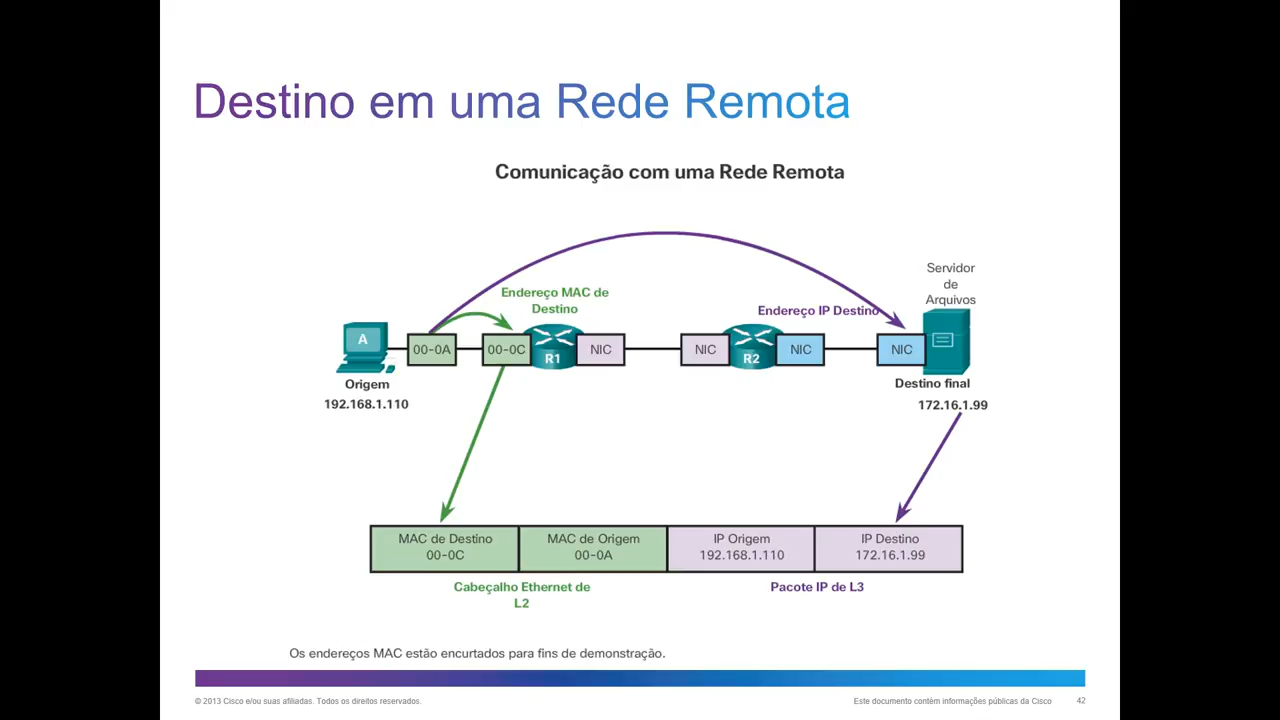 Destino em uma Rede Remota
Comunicação com uma Rede Remota
Servidor
de
Arquivos
Endereço MAC de
Destino
Endereço IP Destino
A
00-0A
00-0C
R1
NIC
NIC
R2
NIC
NIC
Origem
192.168.1.110
Destino final
172.16.1.99
MAC de Destino
00-0C
MAC de Origem
00-0A
IP Origem
192.168.1.110
IP Destino
172.16.1.99
Cabeçalho Ethernet de
L2
Pacote IP de L3
Os endereços MAC estão encurtados para fins de demonstração.
© 2013 Cisco e/ou suas afiliadas. Todos os direitos reservados.
Este documento contém informações públicas da Cisco
42